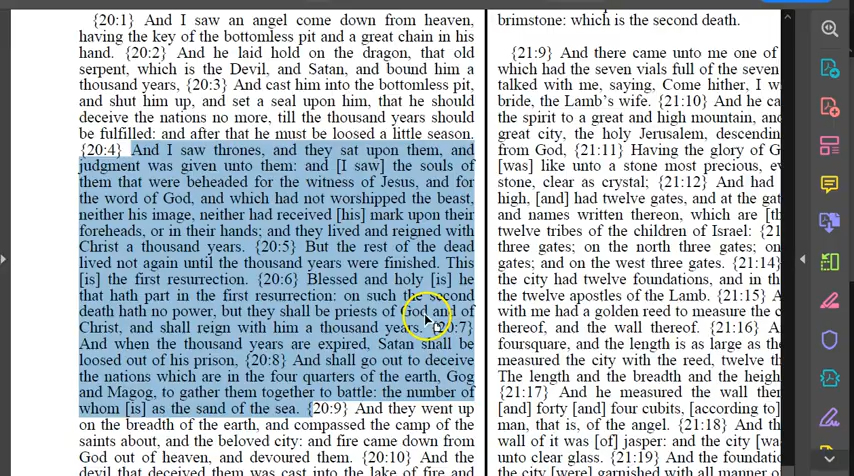 {20:1} And I saw an angel come down from heaven,
having the key of the bottomless pit and a great chain in his
hand. {20:2} And he laid hold on the dragon, that old
serpent, which is the Devil, and Satan, and bound him a
thousand years, {20:3} And cast him into the bottomless pit,
and shut him up, and set a seal upon him, that he should
deceive the nations no more, till the thousand years should
be fulfilled: and after that he must be loosed a little season.
{20:4} And I saw thrones, and they sat upon them, and
judgment was given unto them: and [I saw] the souls of
them that were beheaded for the witness of Jesus, and for
the word of God, and which had not worshipped the beast,
neither his image, neither had received [his] mark upon their
foreheads, or in their hands; and they lived and reigned with
Christ a thousand years. {20:5} But the rest of the dead
lived not again until the thousand years were finished. This
[is] the first resurrection. {20:6} Blessed and holy [is] he
that hath part in the first resurrection: on such the second
death hath no power, but they shall be priests of God and of
Christ, and shall reign with him a thousand years. {20:7}
And when the thousand years are expired, Satan shall be
loosed out of his prison, {20:8} And shall go out to deceive
the nations which are in the four quarters of the earth, Gog
and Magog, to gather them together to battle: the number of
whom [is] as the sand of the sea. {20:9} And they went up
on the breadth of the earth, and compassed the camp of the
saints about, and the beloved city: and fire came down from
God out of heaven, and devoured them. {20:10} And the
devil that deceived them was cast into the lake of fire and
brimstone: which is the second death.
{21:9} And there came unto me one of
which had the seven vials full of the seven
talked with me, saying, Come hither, I w
bride, the Lamb's wife. {21:10} And he ca
the spirit to a great and high mountain, and
great city, the holy Jerusalem, descendin
from God, {21:11} Having the glory of G
[was] like unto a stone most precious, ev
stone, clear as crystal; {21:12} And had
high, [and] had twelve gates, and at the gat
and names written thereon, which are [th
twelve tribes of the children of Israel: {21
three gates; on the north three gates; on
gates; and on the west three gates. {21:14}
the city had twelve foundations, and in the
the twelve apostles of the Lamb. {21:15} A
with me had a golden reed to measure the c
thereof, and the wall thereof. {21:16} A
foursquare, and the length is as large as the
measured the city with the reed, twelve th
The length and the breadth and the heigh
{21:17} And he measured the wall ther
[and] forty [and] four cubits, [according to]
man, that is, of the angel. {21:18} And th
wall of it was [of] jasper: and the city [wa
unto clear glass. {21:19} And the foundatio
the city [were] garnished with all manner of